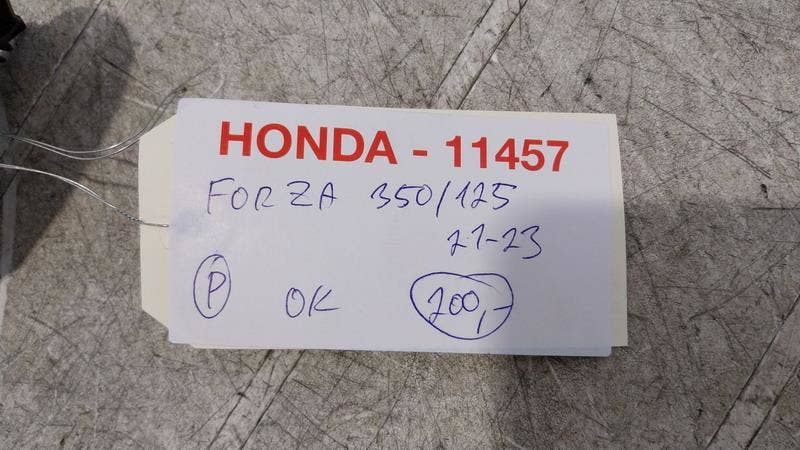 HONDA - 11457
FORZA 350/125
21-23
P OK 200,-